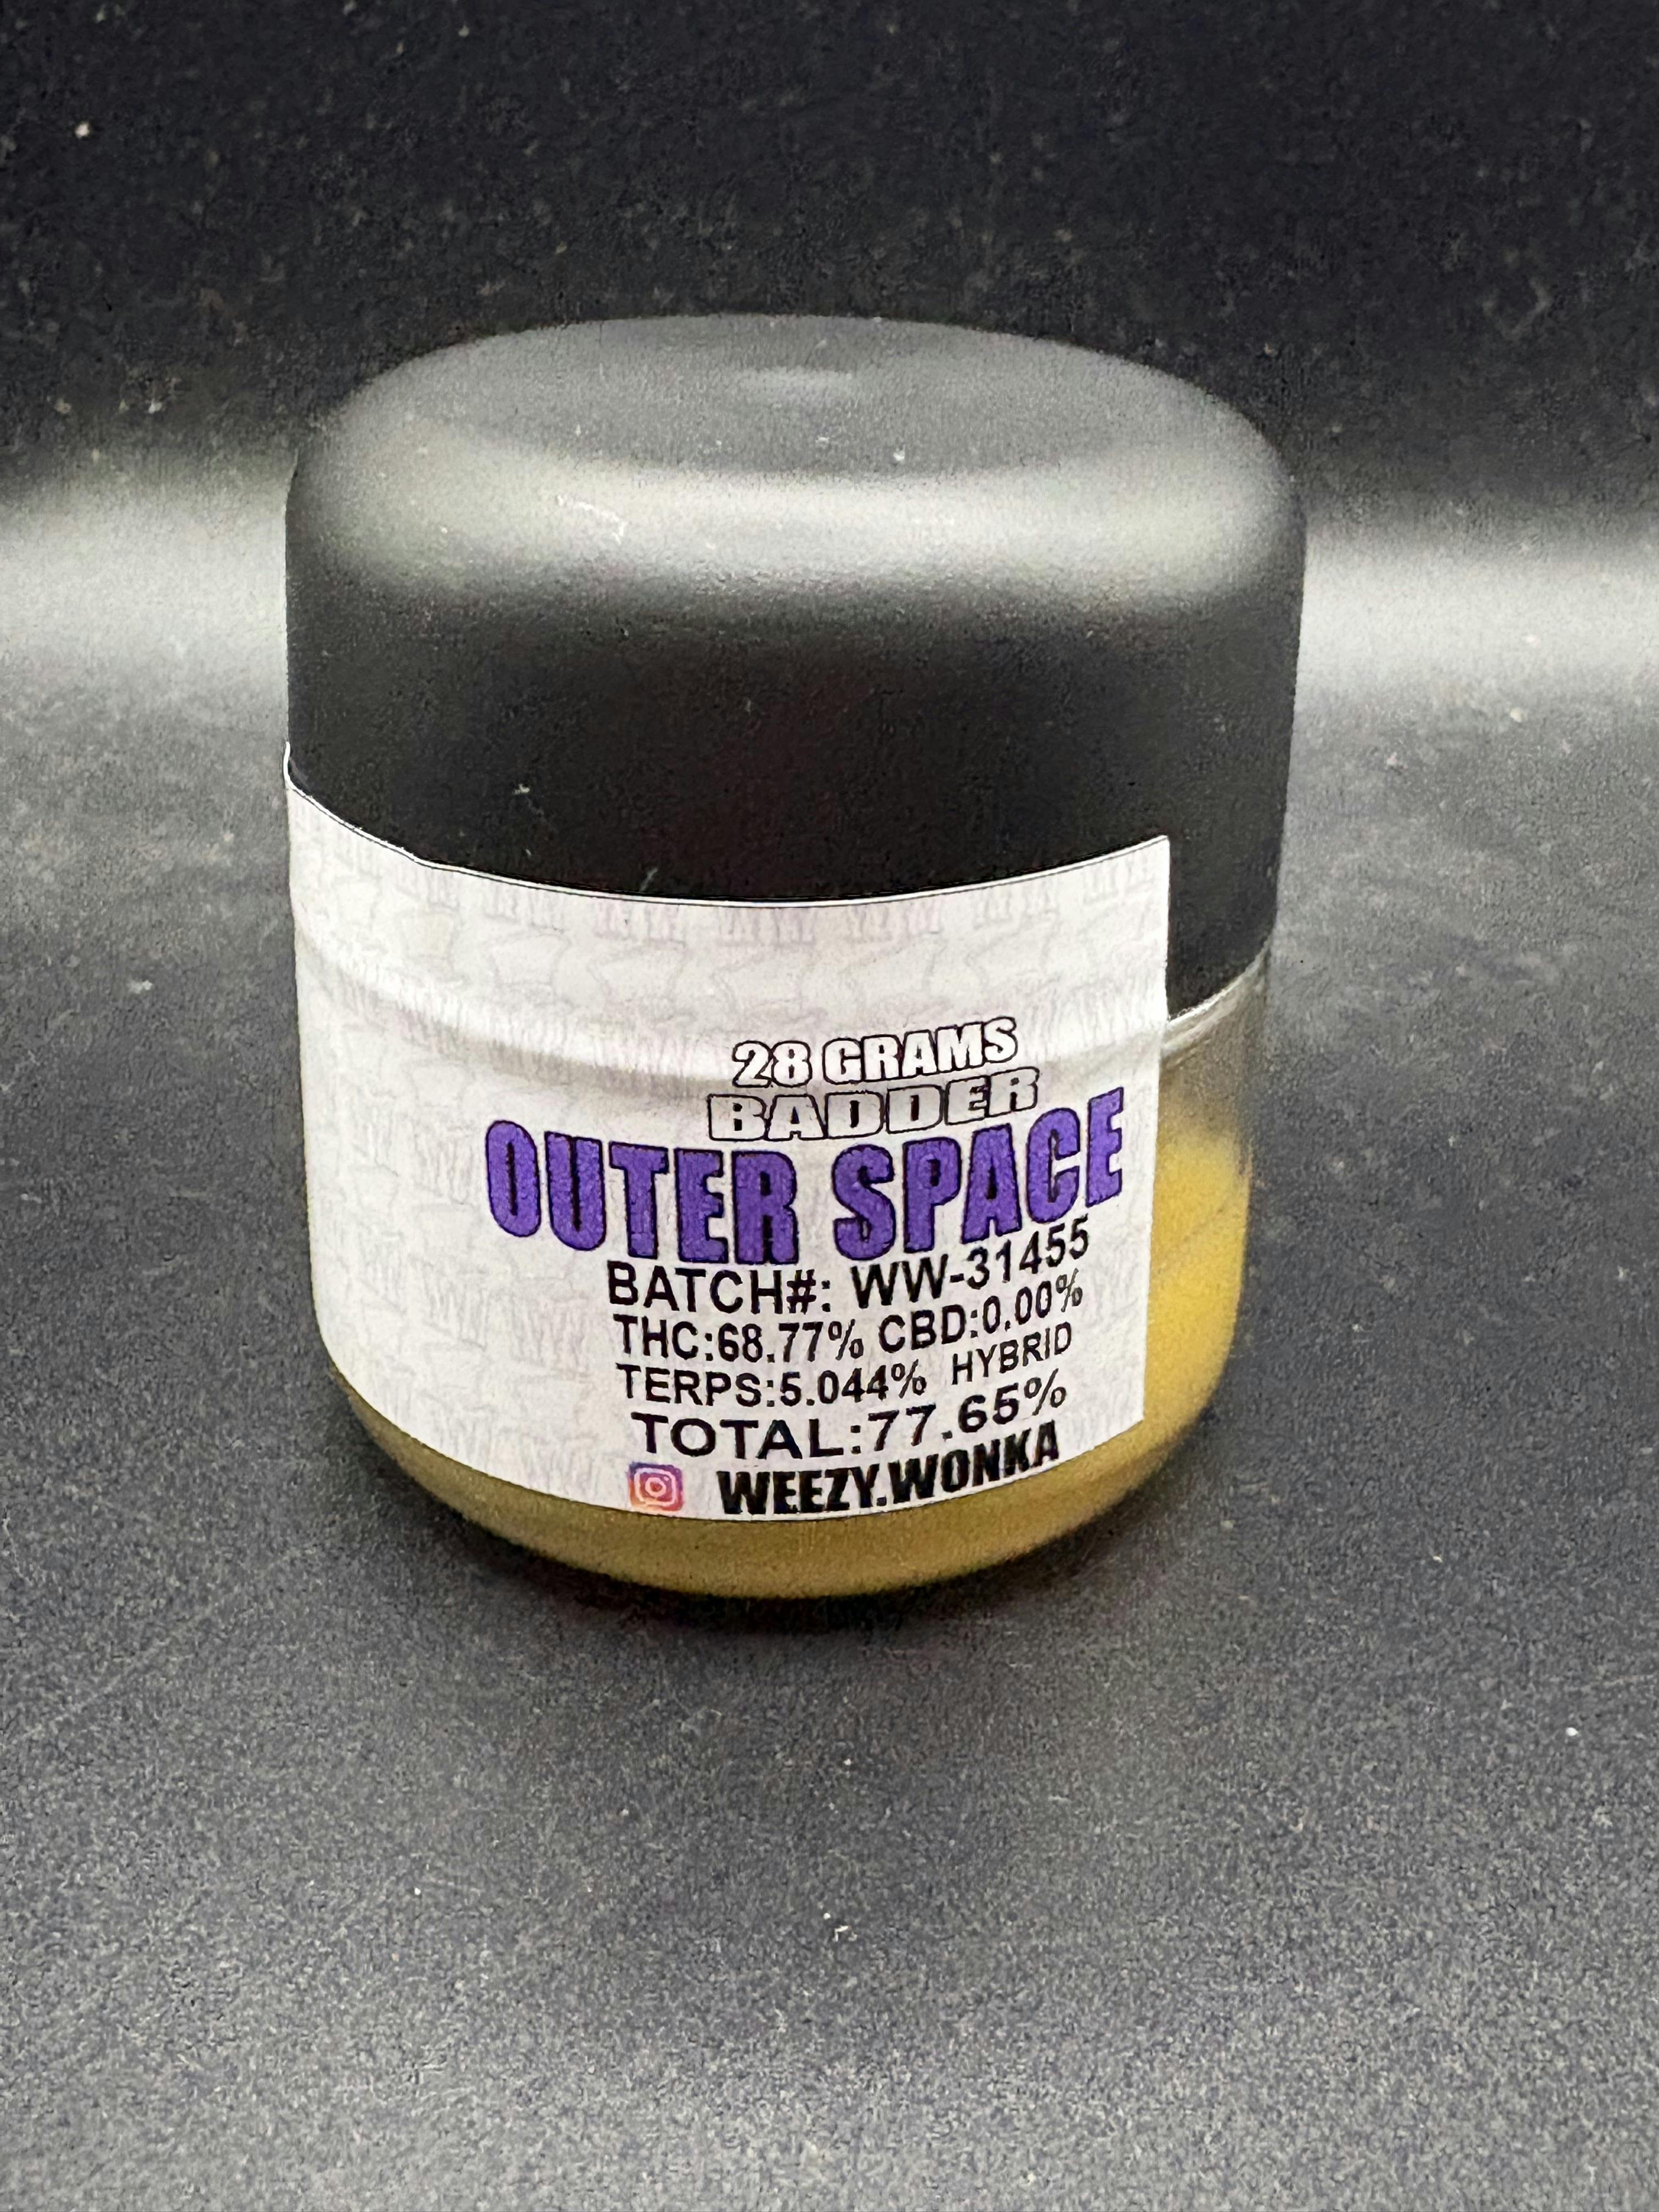 28 GRAMS
BADDER
OUTER SPACE
BATCH#: WW-31455
THC:68.77% CBD:0.00%
TERPS:5.044% HYBRID
TOTAL:77.65%
WEEZY.WONKA